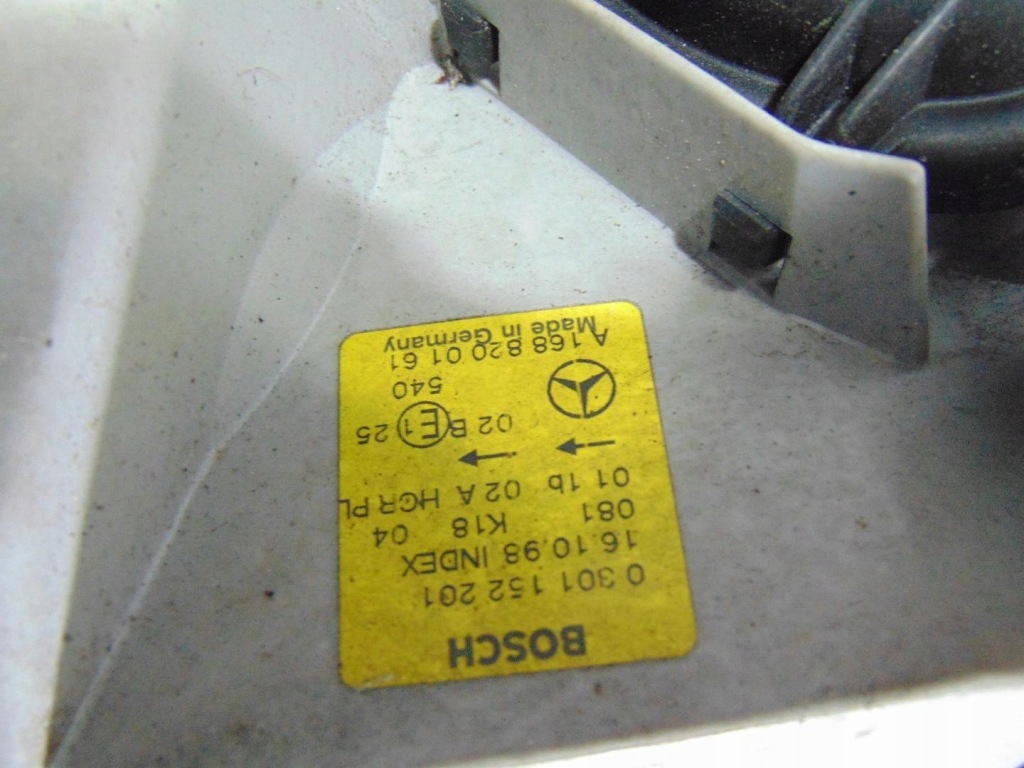 BOSCH
0 301 152 201
16.10.98 INDEX
081 K18 04
01 1b 02 A HCR PL
02 B E 1 25
540
A 168 820 01 61
Made in Germany